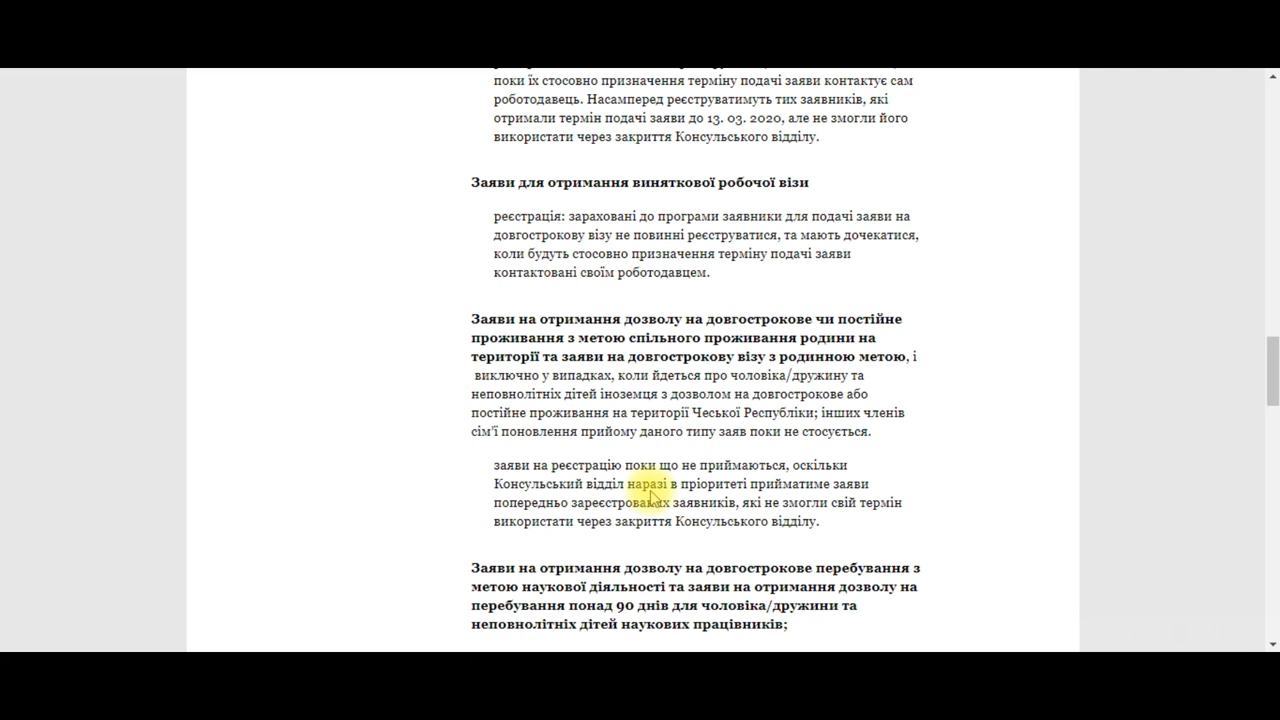 поки їх стосовно призначення терміну подачі заяви контактує сам
роботодавець. Насамперед реєструватимуть тих заявників, які
отримали термін подачі заяви до 13. 03. 2020, але не змогли його
використати через закриття Консульського відділу.
Заяви для отримання виняткової робочої візи
реєстрація: зараховані до програми заявники для подачі заяви на
довгострокову візу не повинні реєструватися, та мають дочекатися,
коли будуть стосовно призначення терміну подачі заяви
контактовані своїм роботодавцем.
Заяви на отримання дозволу на довгострокове чи постійне
проживання з метою спільного проживання родини на
території та заяви на довгострокову візу з родинною метою, і
виключно у випадках, коли йдеться про чоловіка/дружину та
неповнолітніх дітей іноземця з дозволом на довгострокове або
постійне проживання на території Чеської Республіки; інших членів
сім'ї поновлення прийому даного типу заяв поки не стосується.
заяви на реєстрацію поки що не приймаються, оскільки
Консульський відділ наразі в пріоритеті прийматиме заяви
попередньо зареєстрованих заявників, які не змогли свій термін
використати через закриття Консульського відділу.
Заяви на отримання дозволу на довгострокове перебування з
метою наукової діяльності та заяви на отримання дозволу на
перебування понад 90 днів для чоловіка/дружини та
неповнолітніх дітей наукових працівників;